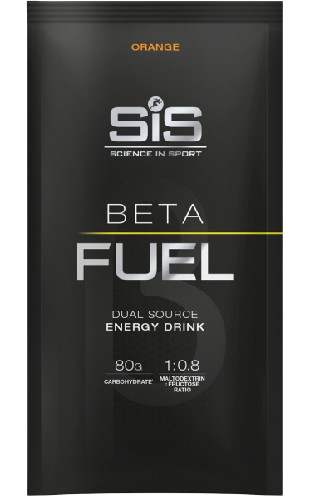 ORANGE
SiS
SCIENCE IN SPORT
BETA
FUEL
DUAL SOURCE
ENERGY DRINK
80g 1:0.8
CARBOHYDRATE MALTODEXTRIN
: FRUCTOSE
RATIO